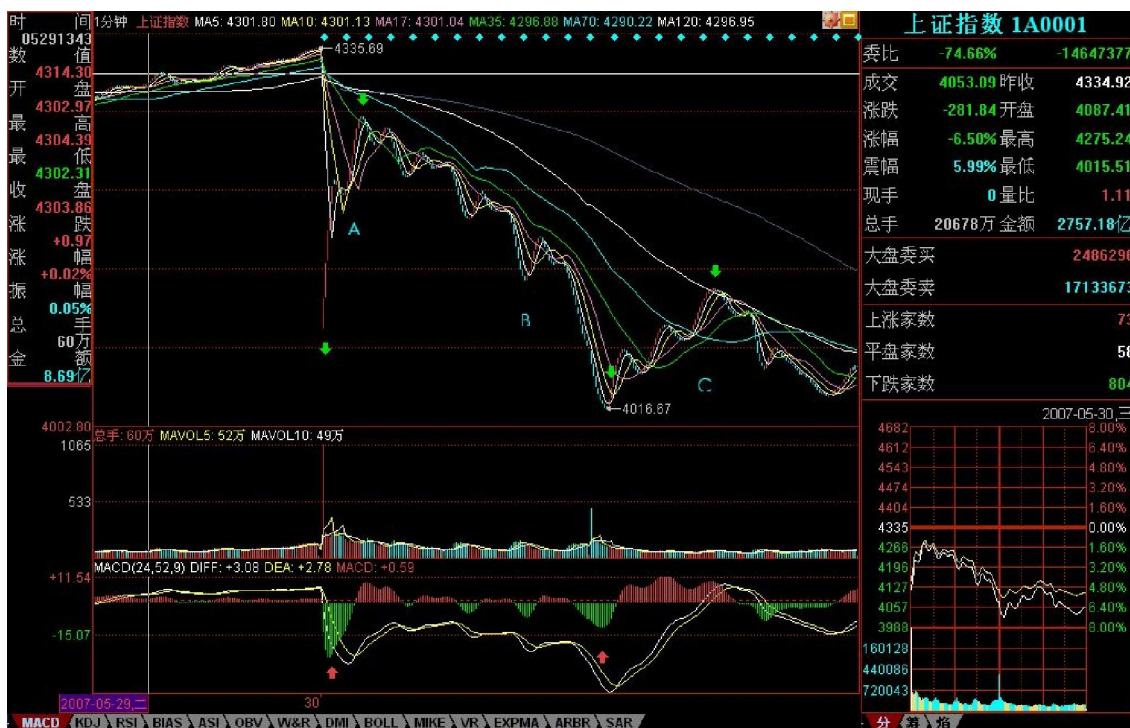 时 间
05291343
数 值
4314.30
开 盘
4302.97
最 高
4304.39
最 低
4302.31
收 盘
4303.86
涨 跌
+0.97
涨 幅
+0.02%
振 幅
0.05%
总 手
60万
金 额
8.69亿
1分钟 上证指数 MA5: 4301.80 MA10: 4301.13 MA17: 4301.04 MA35: 4296.88 MA70: 4290.22 MA120: 4296.95
4335.69
A
B
C
4016.67
4002.80
总手: 60万 MAVOL5: 52万 MAVOL10: 49万
1065
533
MACD(24,52,9) DIFF: +3.08 DEA: +2.78 MACD: +0.59
+11.54
-15.07
2007-05-29,二 30
MACD KDJ RSI BIAS ASI OBV W&R DMI BOLL MIKE VR EXPMA ARBR SAR
上证指数 1A0001
委比 -74.66% -14647377
成交 4053.09 昨收 4334.92
涨跌 -281.84 开盘 4087.41
涨幅 -6.50% 最高 4275.24
震幅 5.99% 最低 4015.51
现手 0 量比 1.11
总手 20678万 金额 2757.18亿
大盘委买 2486296
大盘委卖 17133673
上涨家数 73
平盘家数 58
下跌家数 804
2007-05-30,三
4682 8.00%
4612 6.40%
4543 4.80%
4474 3.20%
4404 1.60%
4335 0.00%
4266 1.60%
4196 3.20%
4127 4.80%
4057 6.40%
3988 8.00%
160128
440086
720043
分 筹 焰